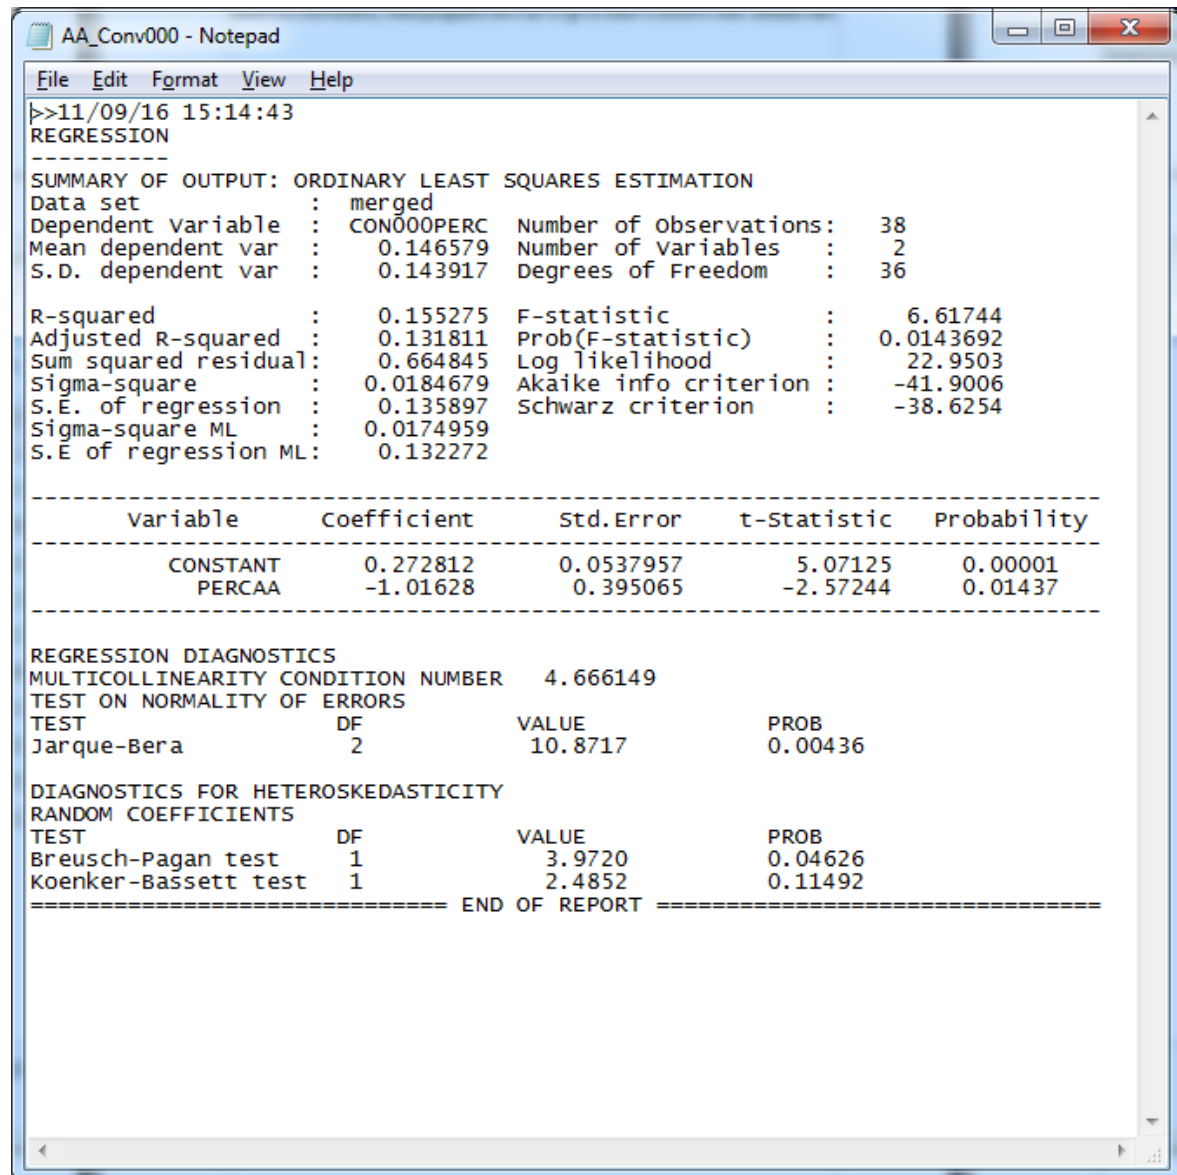 AA_Conv000 - Notepad
File Edit Format View Help
>>11/09/16 15:14:43
REGRESSION
----------
SUMMARY OF OUTPUT: ORDINARY LEAST SQUARES ESTIMATION
Data set : merged
Dependent Variable : CON000PERC Number of Observations: 38
Mean dependent var : 0.146579 Number of Variables : 2
S.D. dependent var : 0.143917 Degrees of Freedom : 36
R-squared : 0.155275 F-statistic : 6.61744
Adjusted R-squared : 0.131811 Prob(F-statistic) : 0.0143692
Sum squared residual: 0.664845 Log likelihood : 22.9503
Sigma-square : 0.0184679 Akaike info criterion : -41.9006
S.E. of regression : 0.135897 Schwarz criterion : -38.6254
Sigma-square ML : 0.0174959
S.E of regression ML: 0.132272
-----------------------------------------------------------------------------
Variable Coefficient Std.Error t-Statistic Probability
-----------------------------------------------------------------------------
CONSTANT 0.272812 0.0537957 5.07125 0.00001
PERCAA -1.01628 0.395065 -2.57244 0.01437
-----------------------------------------------------------------------------
REGRESSION DIAGNOSTICS
MULTICOLLINEARITY CONDITION NUMBER 4.666149
TEST ON NORMALITY OF ERRORS
TEST DF VALUE PROB
Jarque-Bera 2 10.8717 0.00436
DIAGNOSTICS FOR HETEROSKEDASTICITY
RANDOM COEFFICIENTS
TEST DF VALUE PROB
Breusch-Pagan test 1 3.9720 0.04626
Koenker-Bassett test 1 2.4852 0.11492
============================== END OF REPORT ================================